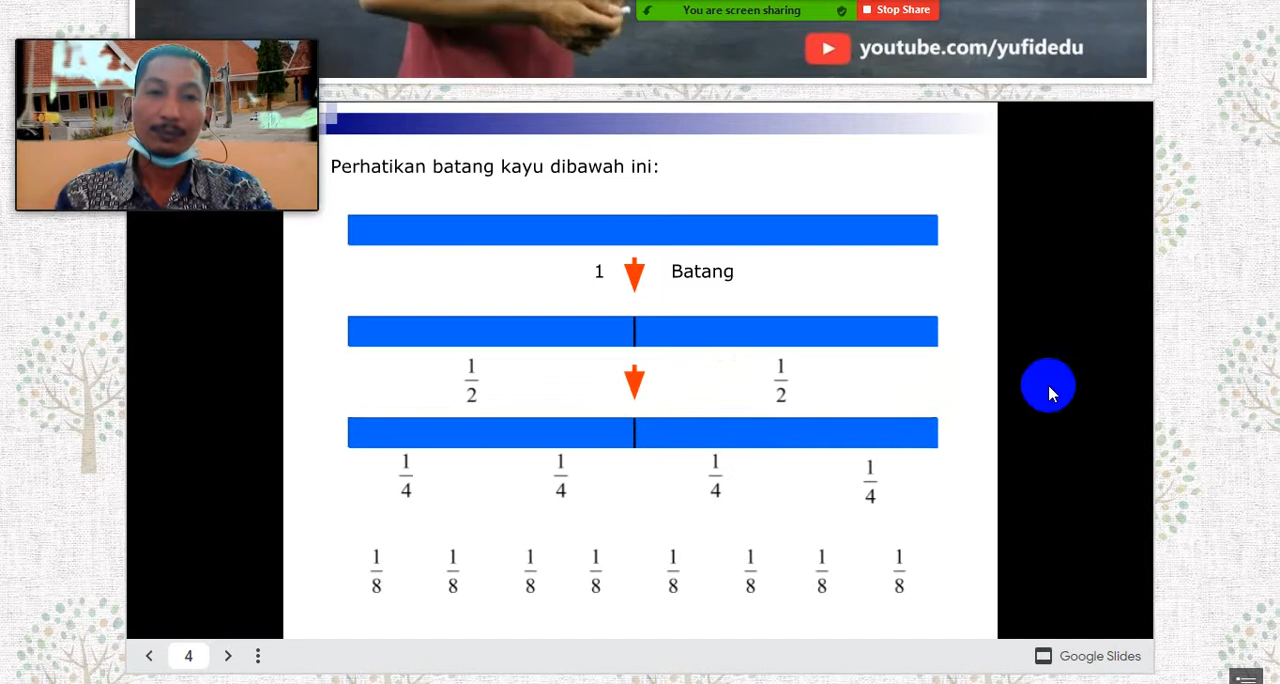 You are screen sharing
Stop Share
youtube.com/yufidedu
Perhatikan batang kayu dibawah ini:
1 Batang
1/2 1/2
1/4 1/4 1/4 1/4
1/8 1/8 1/8 1/8 1/8 1/8 1/8 1/8
4
Google Slides